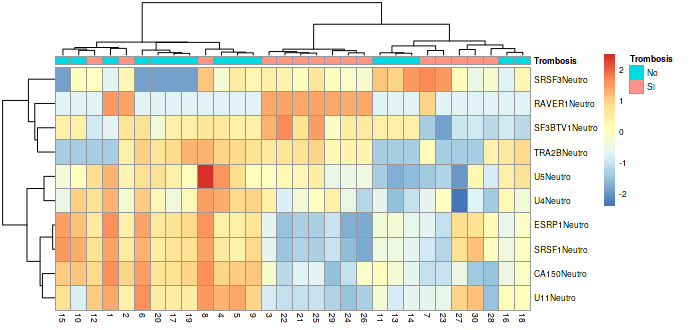 Trombosis
SRSF3Neutro
RAVER1Neutro
SF3BTV1Neutro
TRA2BNeutro
U5Neutro
U4Neutro
ESRP1Neutro
SRSF1Neutro
CA150Neutro
U11Neutro
15 10 12 1 2 6 20 17 19 8 4 5 9 3 22 21 25 29 24 26 11 13 14 7 23 27 30 28 16 18
2
1
0
-1
-2
Trombosis
No
SI